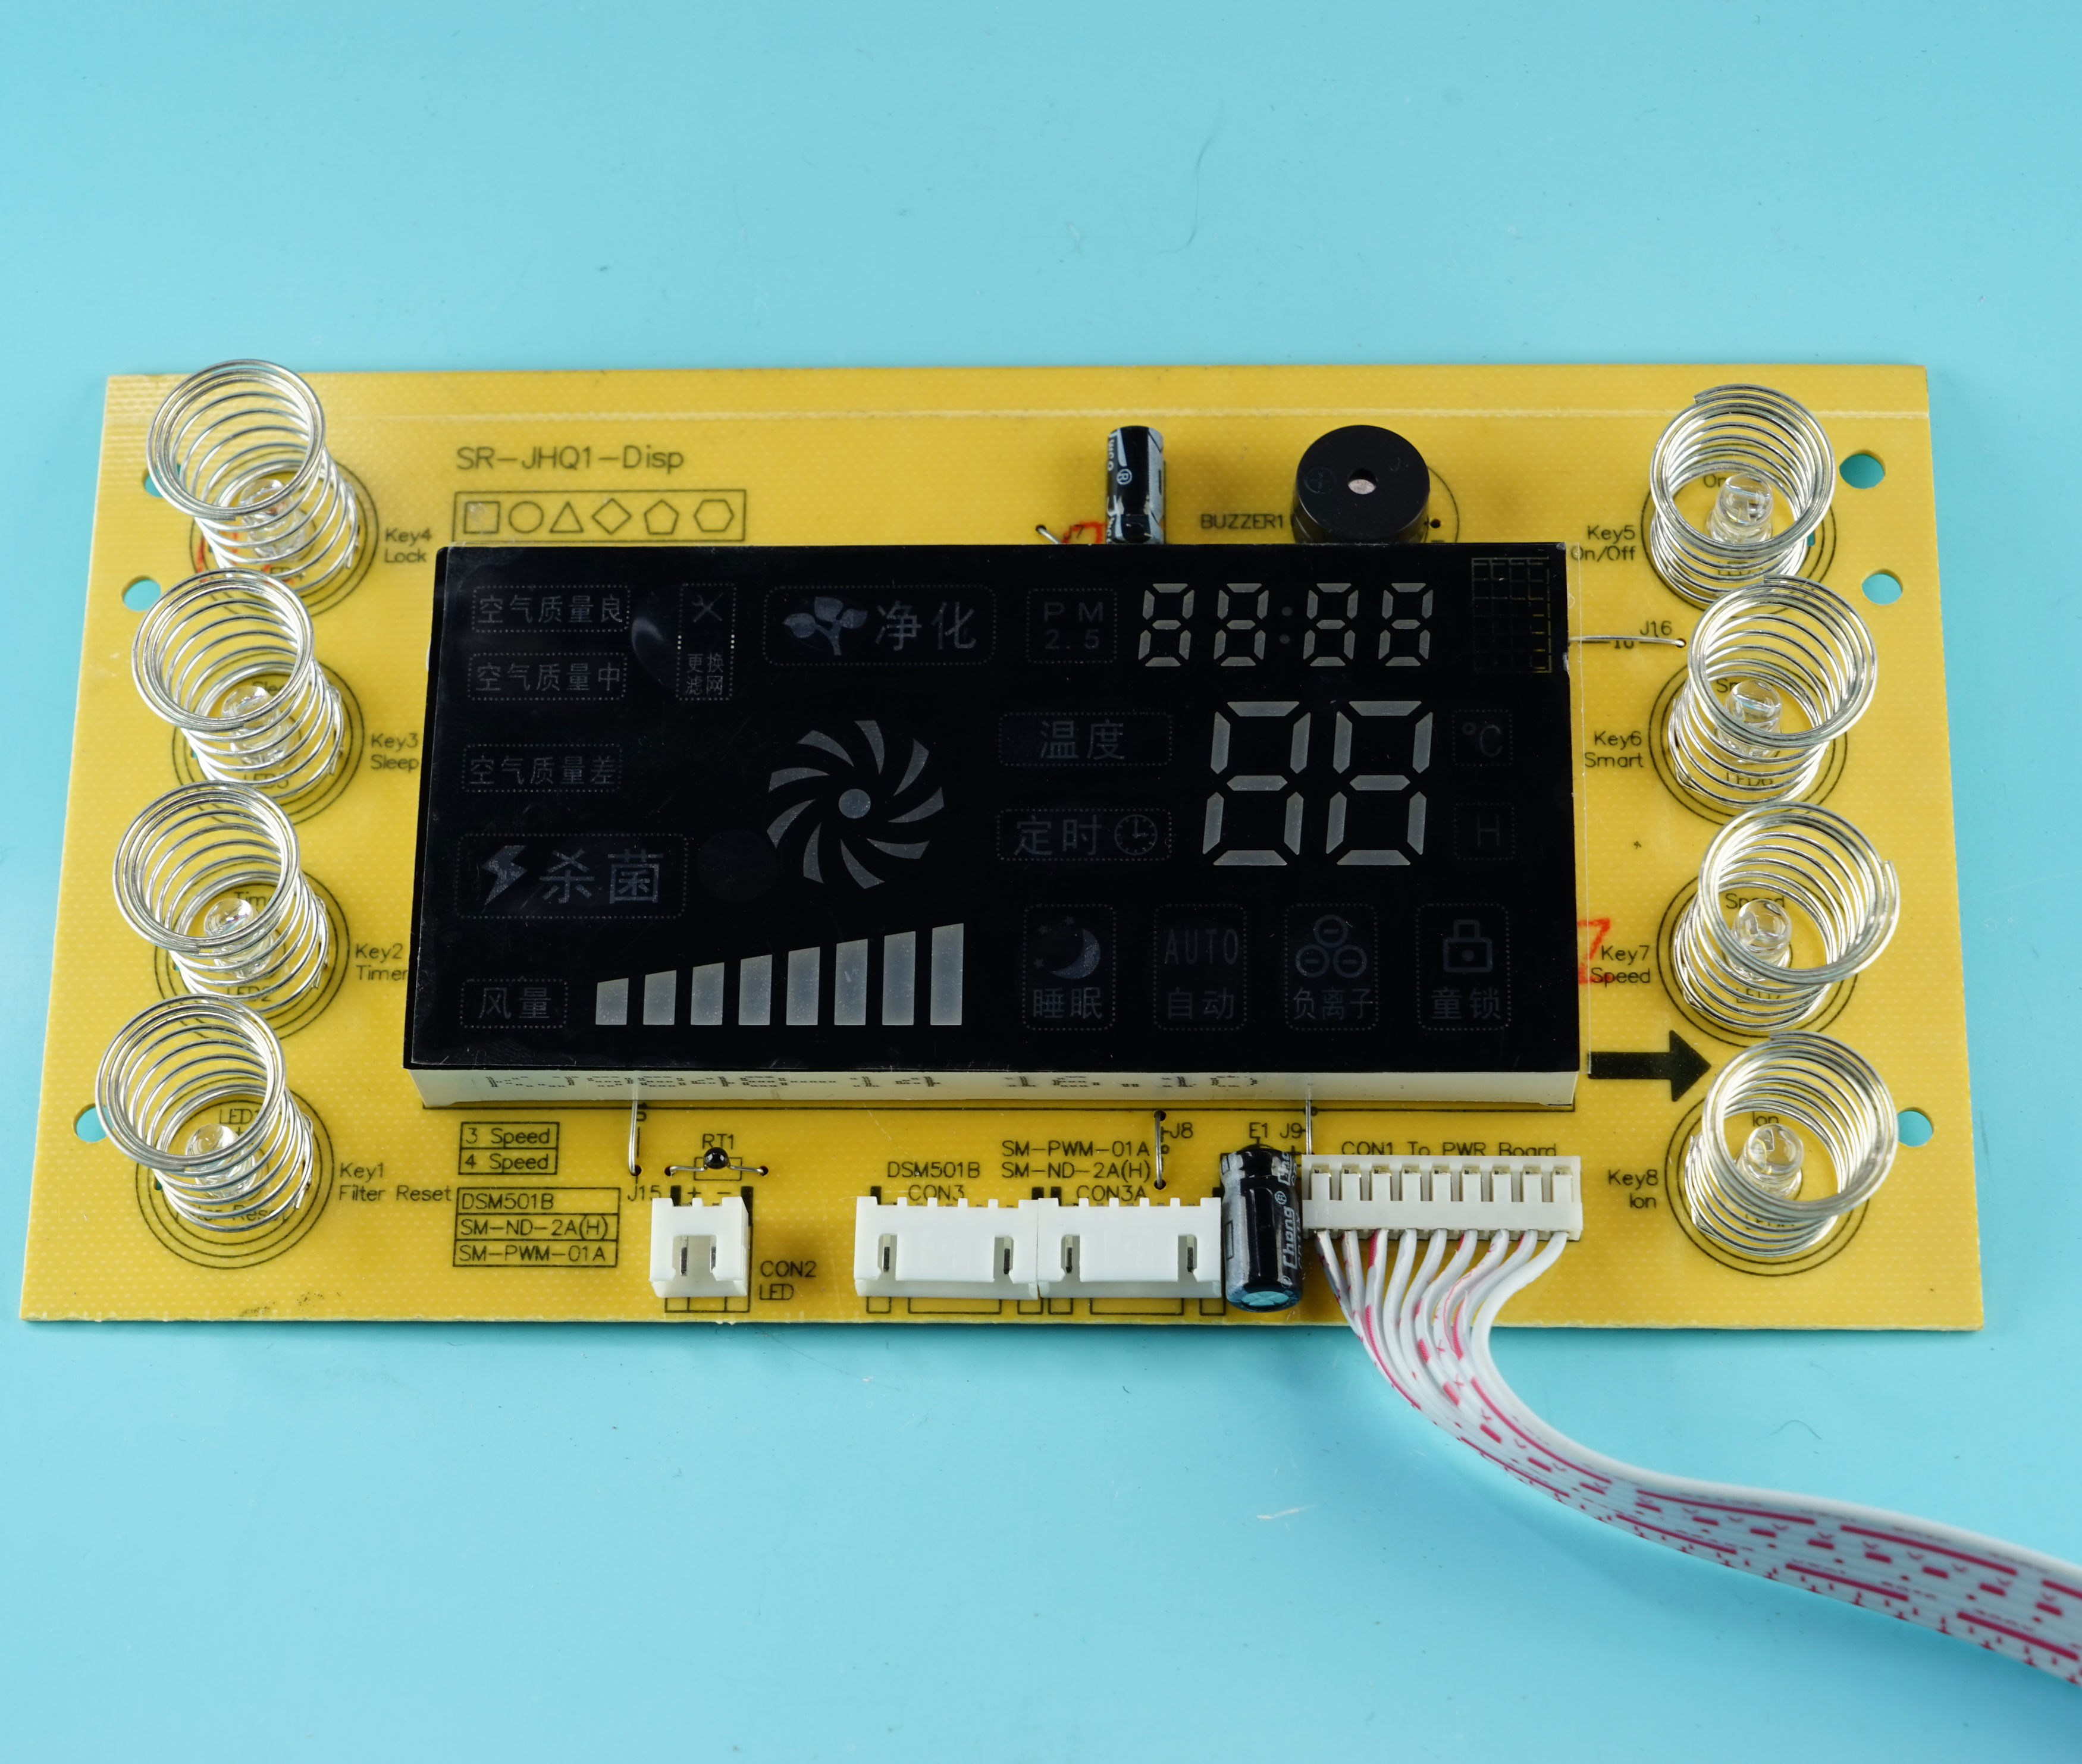 SR-JHQ1-Disp
BUZZER1
Key4
Lock
Key5
On/Off
J16
空气质量良
更换
滤网
净化
PM
2.5
88:88
空气质量中
Key3
Sleep
温度
88
°C
Key6
Smart
空气质量差
定时
H
杀菌
Key2
Timer
AUTO
Key7
Speed
风量
睡眠
自动
负离子
童锁
3 Speed
4 Speed
RT1
LED1
J8
E1
J9
SM-PWM-01A
SM-ND-2A(H)
CON3A
CON1 To PWR Board
DSM501B
CON3
Key1
Filter Reset
J15
+ -
DSM501B
SM-ND-2A(H)
SM-PWM-01A
CON2
LED
Ion
Key8
Ion